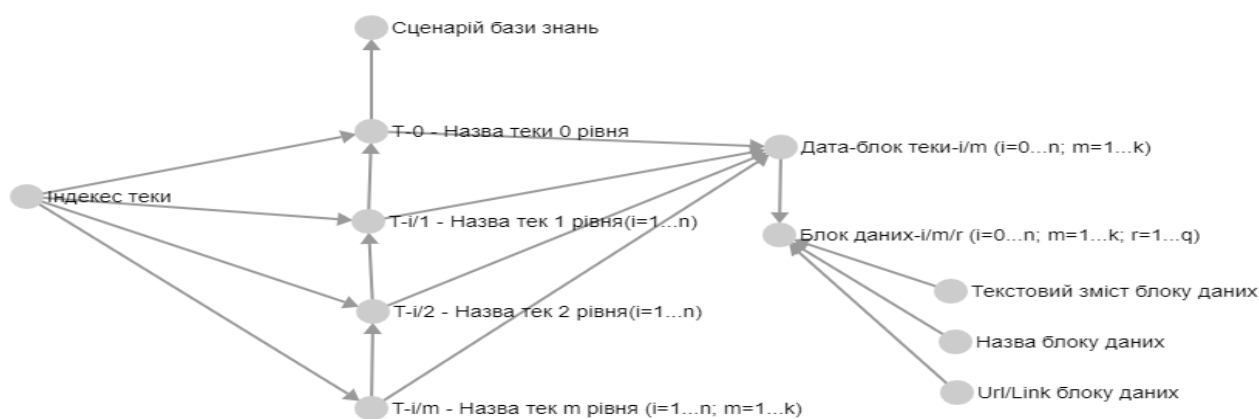 Сценарій бази знань
Т-0 - Назва теки 0 рівня
Дата-блок теки-i/m (i=0...n; m=1...k)
Індекес теки
Т-i/1 - Назва тек 1 рівня(i=1...n)
Блок даних-i/m/r (i=0...n; m=1...k; r=1...q)
Текстовий зміст блоку даних
Т-i/2 - Назва тек 2 рівня(i=1...n)
Назва блоку даних
Url/Link блоку даних
Т-i/m - Назва тек m рівня (i=1...n; m=1...k)